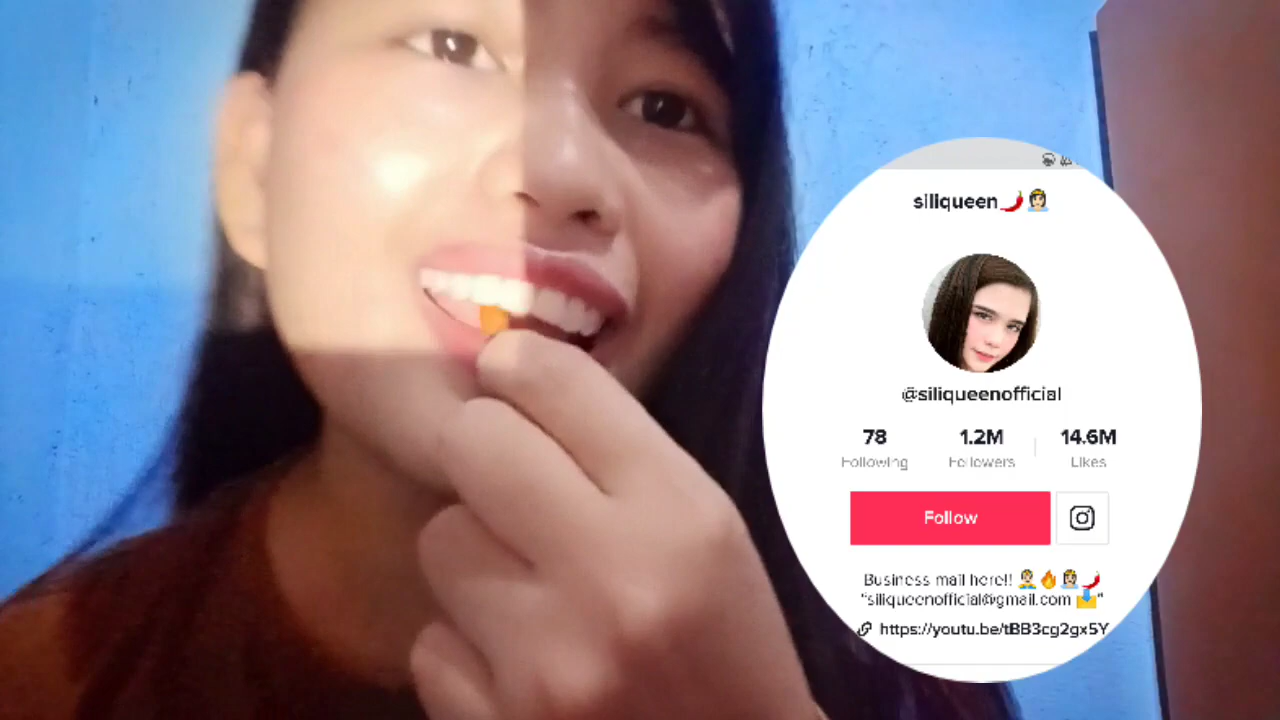 siliqueen🌶️👸🏻
@siliqueenofficial
78 1.2M 14.6M
Following Followers Likes
Follow
Business mail here!! 🤵🏻🔥👸🏻🌶️
"siliqueenofficial@gmail.com 📩"
https://youtu.be/tBB3cg2gx5Y